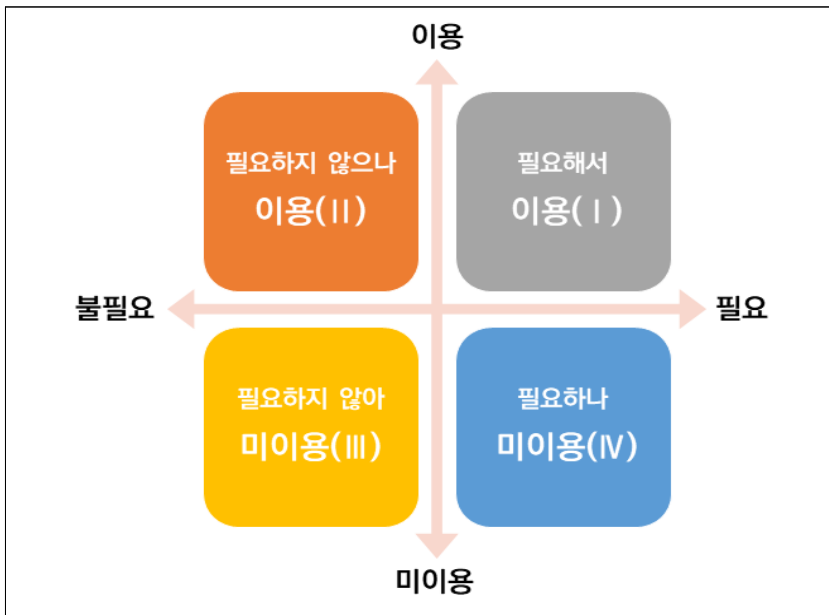 이용
필요하지 않으나
이용(Ⅱ)
필요해서
이용(Ⅰ)
불필요
필요
필요하지 않아
미이용(Ⅲ)
필요하나
미이용(Ⅳ)
미이용